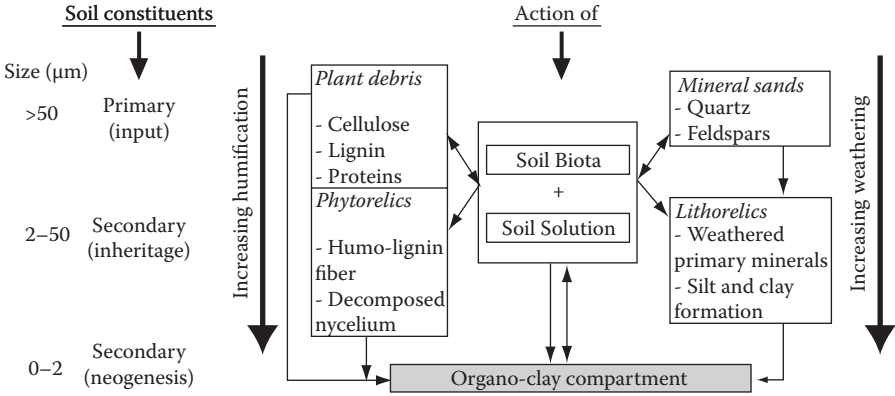 Soil constituents
Action of
Size (μm)
>50
Primary
(input)
2–50
Secondary
(inheritage)
0–2
Secondary
(neogenesis)
Increasing humification
Plant debris
- Cellulose
- Lignin
- Proteins
Phytorelics
- Humo-lignin
fiber
- Decomposed
nycelium
Soil Biota
+
Soil Solution
Mineral sands
- Quartz
- Feldspars
Lithorelics
- Weathered
primary minerals
- Silt and clay
formation
Increasing weathering
Organo-clay compartment